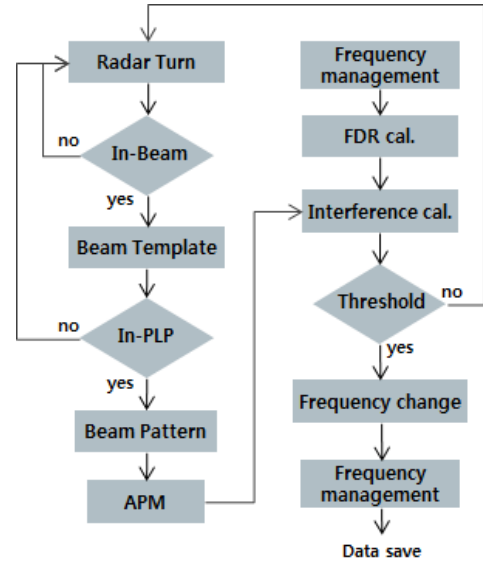 Radar Turn
no
In-Beam
yes
Beam Template
no
In-PLP
yes
Beam Pattern
APM
Frequency
management
FDR cal.
Interference cal.
Threshold
no
yes
Frequency change
Frequency
management
Data save